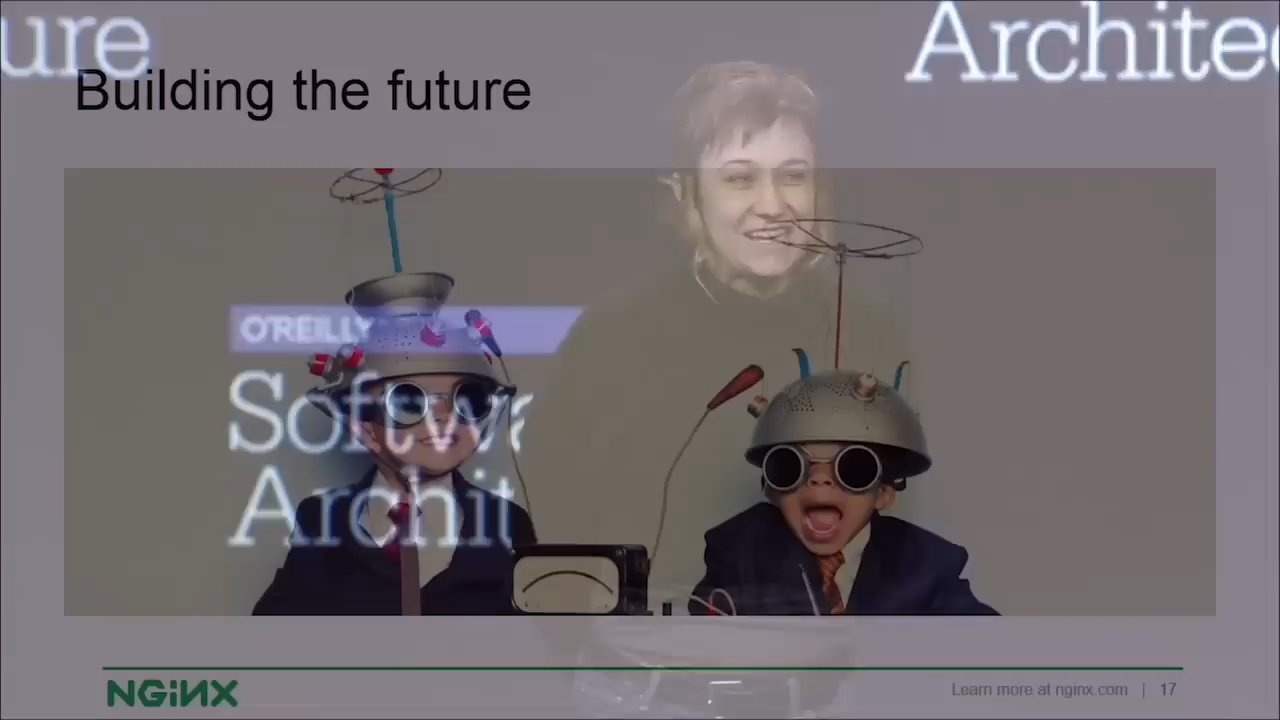 ure
Architec
Building the future
O'REILLY
Softwa
Archit
NGiNX
Learn more at nginx.com | 17